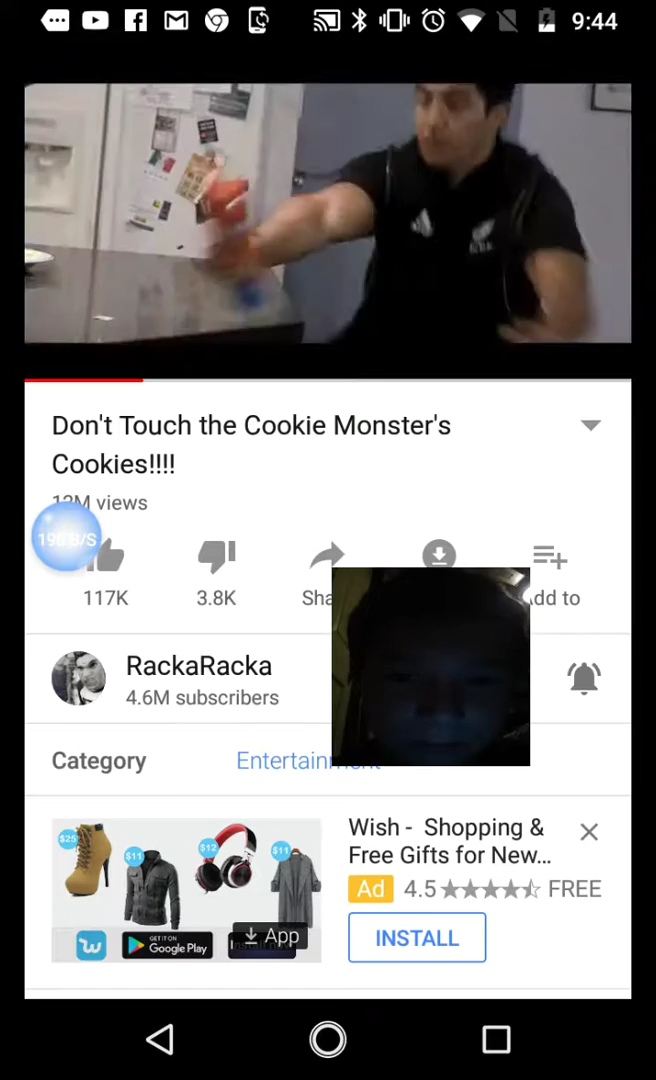 9:44
Don't Touch the Cookie Monster's
Cookies!!!!
12M views
117K
3.8K
Sha
dd to
RackaRacka
4.6M subscribers
Category
Entertainment
Wish - Shopping &
Free Gifts for New...
Ad 4.5 FREE
INSTALL
$25
$11
$12
$11
GET IT ON
Google Play
App